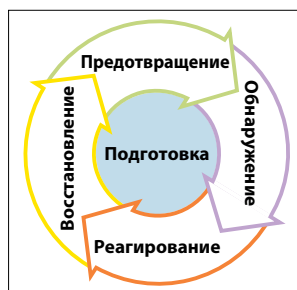 Предотвращение
Обнаружение
Подготовка
Восстановление
Реагирование